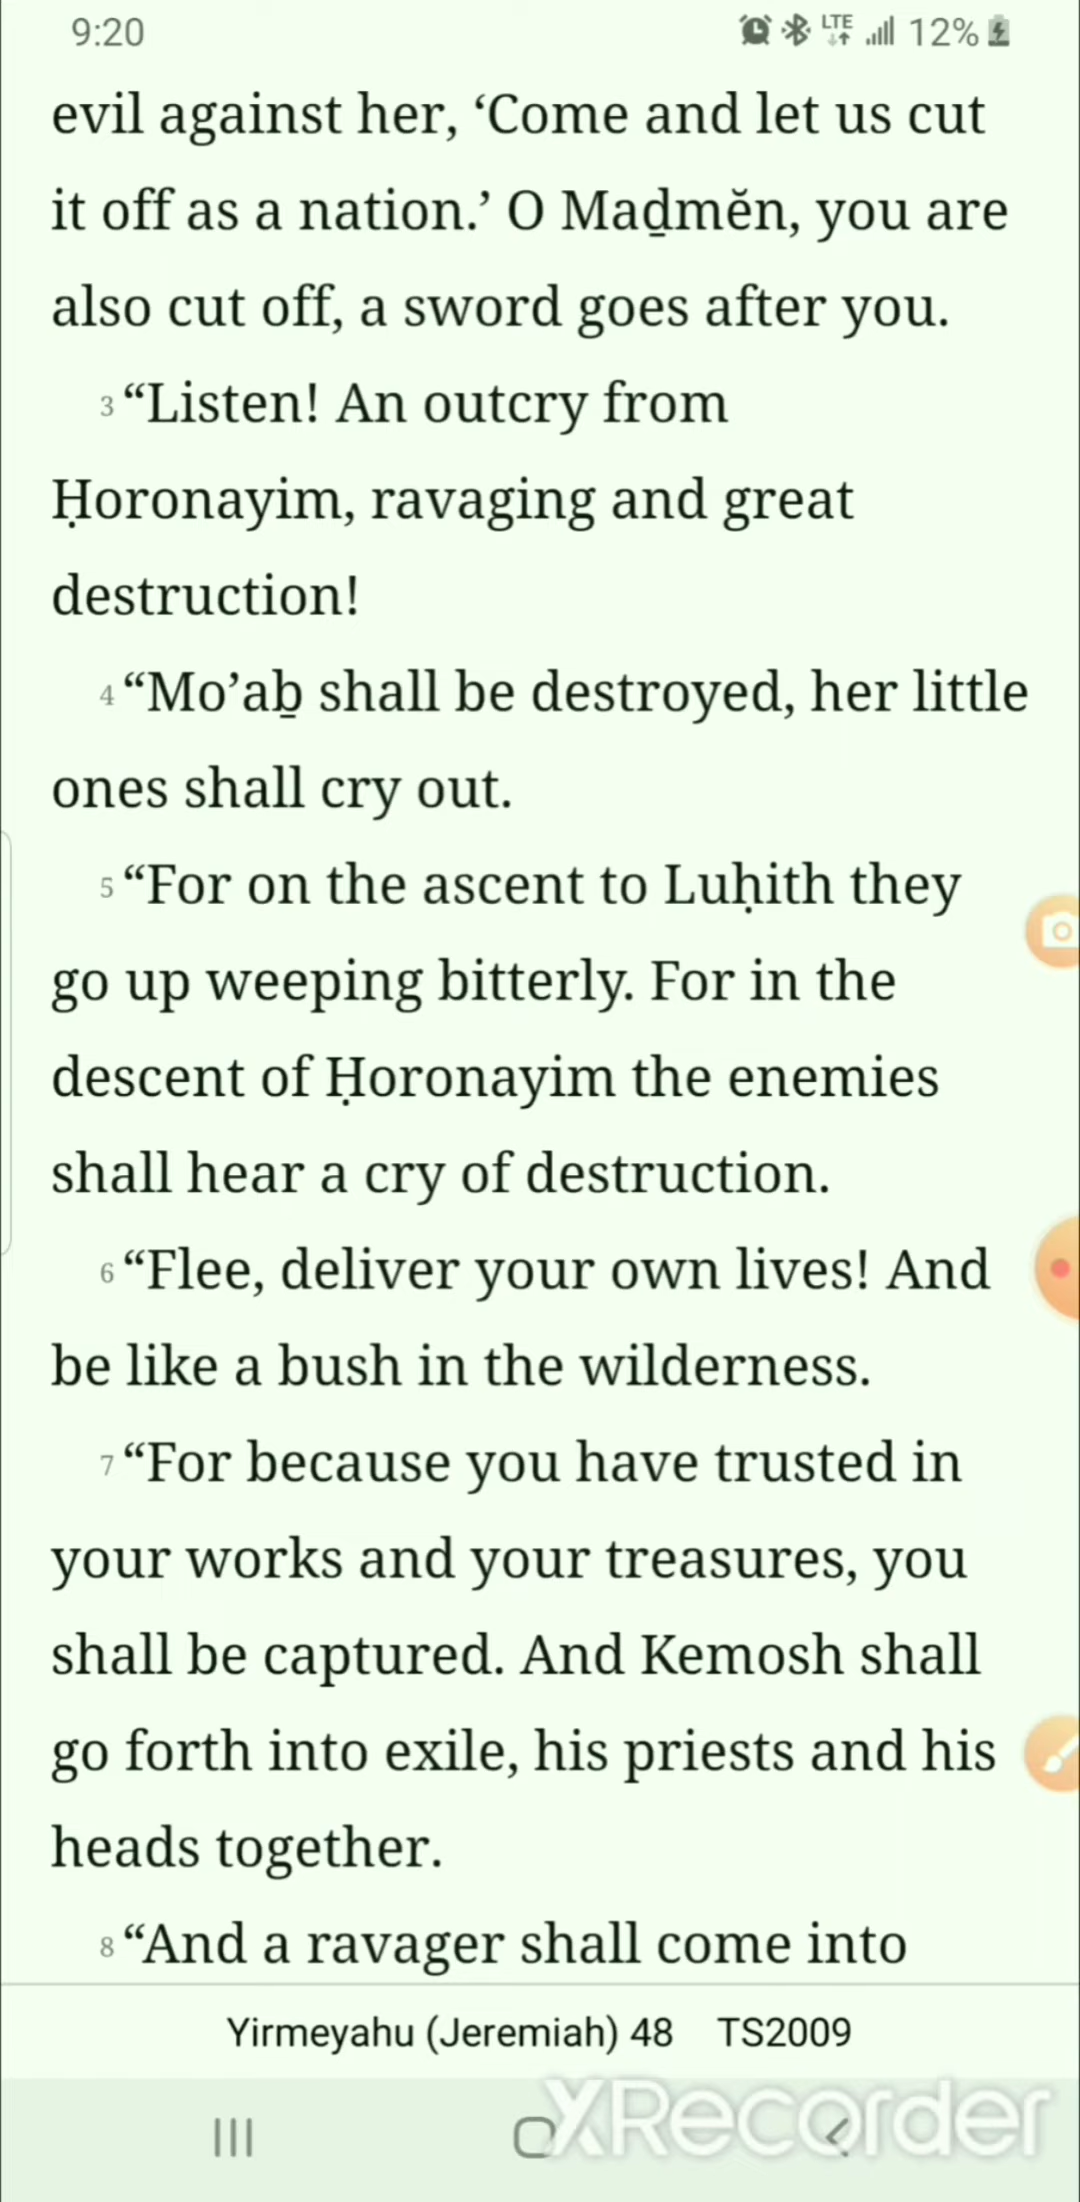 9:20 LTE 12%
evil against her, ‘Come and let us cut
it off as a nation.’ O Maḏmĕn, you are
also cut off, a sword goes after you.
3 “Listen! An outcry from
Ḥoronayim, ravaging and great
destruction!
4 “Mo’aḇ shall be destroyed, her little
ones shall cry out.
5 “For on the ascent to Luḥith they
go up weeping bitterly. For in the
descent of Ḥoronayim the enemies
shall hear a cry of destruction.
6 “Flee, deliver your own lives! And
be like a bush in the wilderness.
7 “For because you have trusted in
your works and your treasures, you
shall be captured. And Kemosh shall
go forth into exile, his priests and his
heads together.
8 “And a ravager shall come into
Yirmeyahu (Jeremiah) 48 TS2009
XRecorder